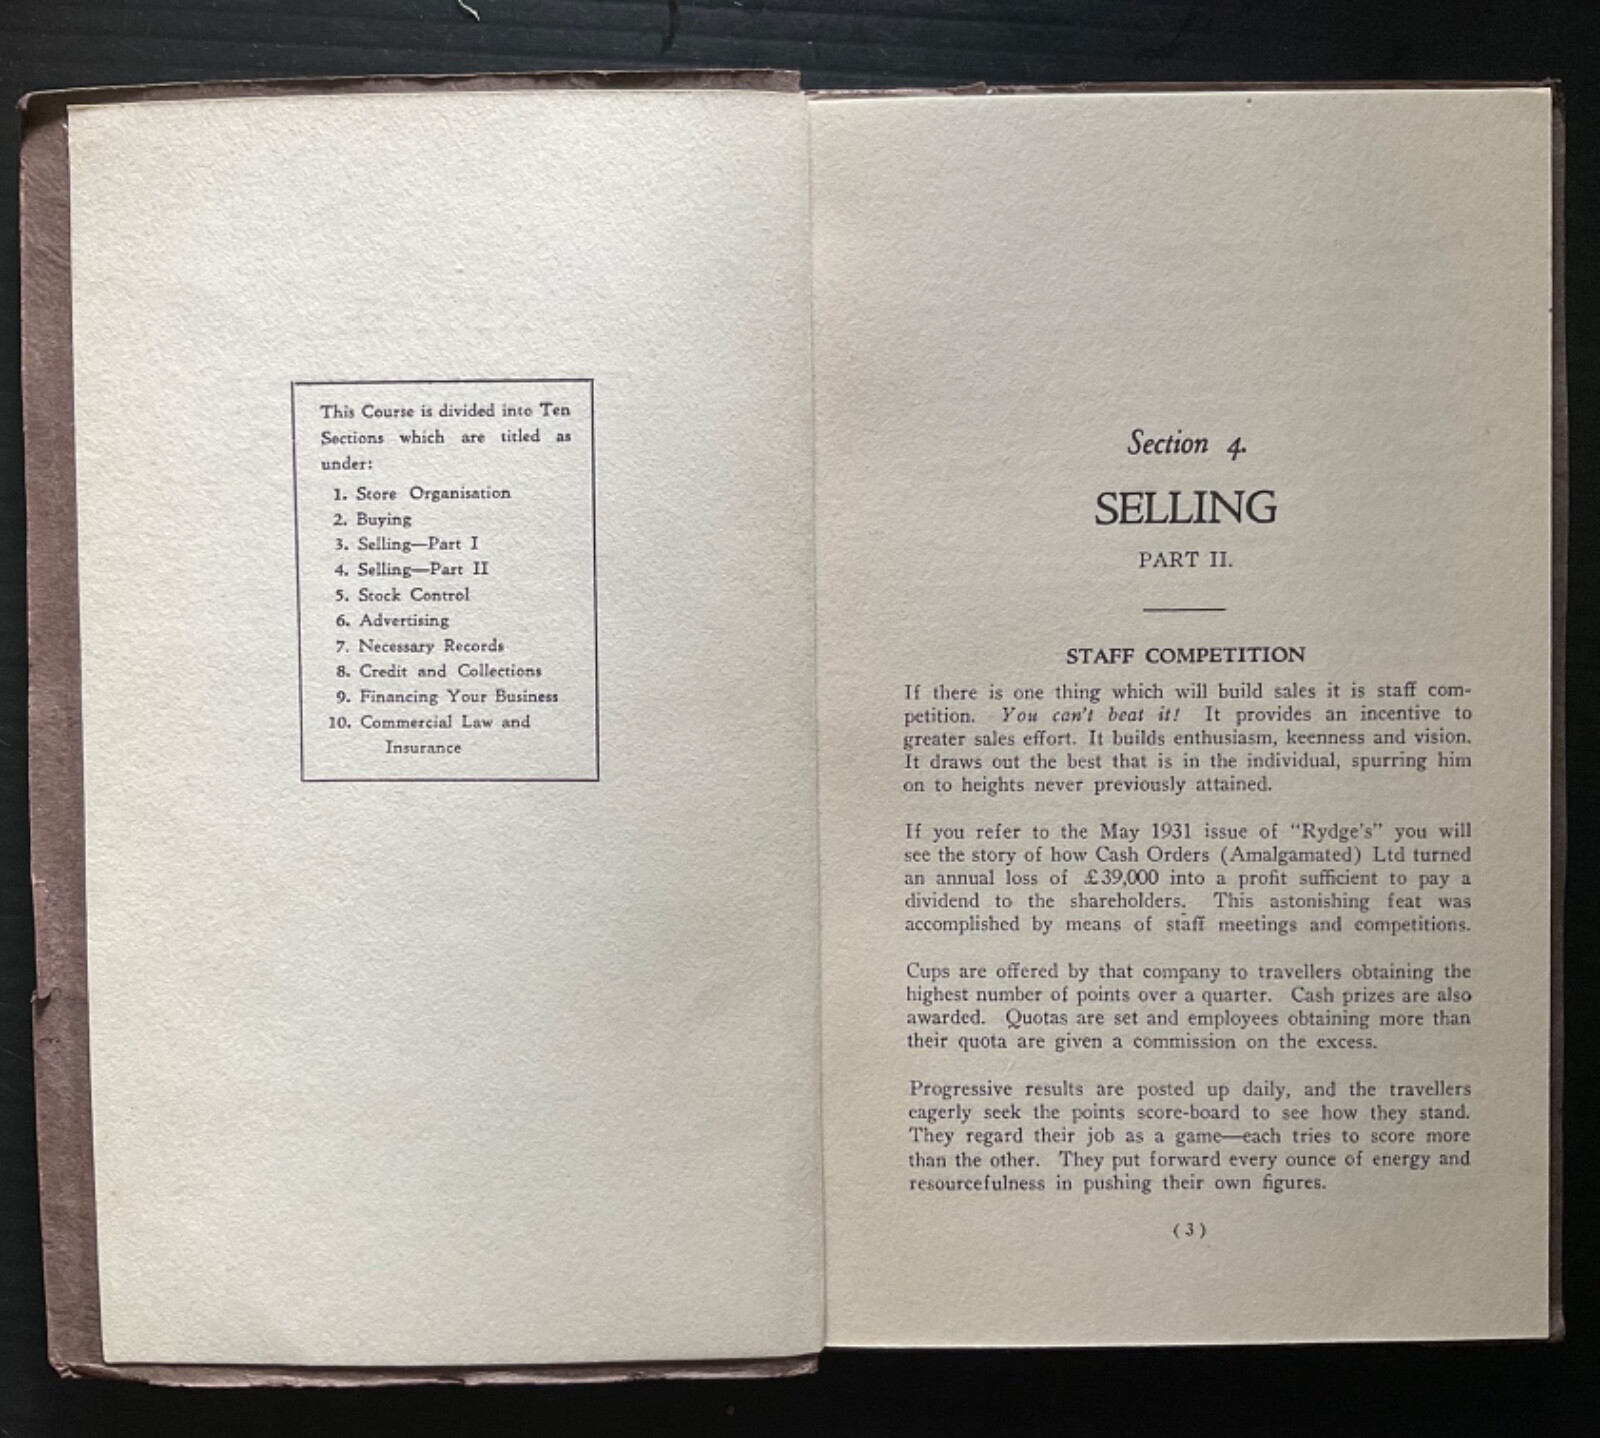 This Course is divided into Ten
Sections which are titled as
under:
1. Store Organisation
2. Buying
3. Selling—Part I
4. Selling—Part II
5. Stock Control
6. Advertising
7. Necessary Records
8. Credit and Collections
9. Financing Your Business
10. Commercial Law and
Insurance
Section 4.
SELLING
PART II.
STAFF COMPETITION
If there is one thing which will build sales it is staff com-
petition. You can't beat it! It provides an incentive to
greater sales effort. It builds enthusiasm, keenness and vision.
It draws out the best that is in the individual, spurring him
on to heights never previously attained.
If you refer to the May 1931 issue of "Rydge's" you will
see the story of how Cash Orders (Amalgamated) Ltd turned
an annual loss of £39,000 into a profit sufficient to pay a
dividend to the shareholders. This astonishing feat was
accomplished by means of staff meetings and competitions.
Cups are offered by that company to travellers obtaining the
highest number of points over a quarter. Cash prizes are also
awarded. Quotas are set and employees obtaining more than
their quota are given a commission on the excess.
Progressive results are posted up daily, and the travellers
eagerly seek the points score-board to see how they stand.
They regard their job as a game—each tries to score more
than the other. They put forward every ounce of energy and
resourcefulness in pushing their own figures.
(3)